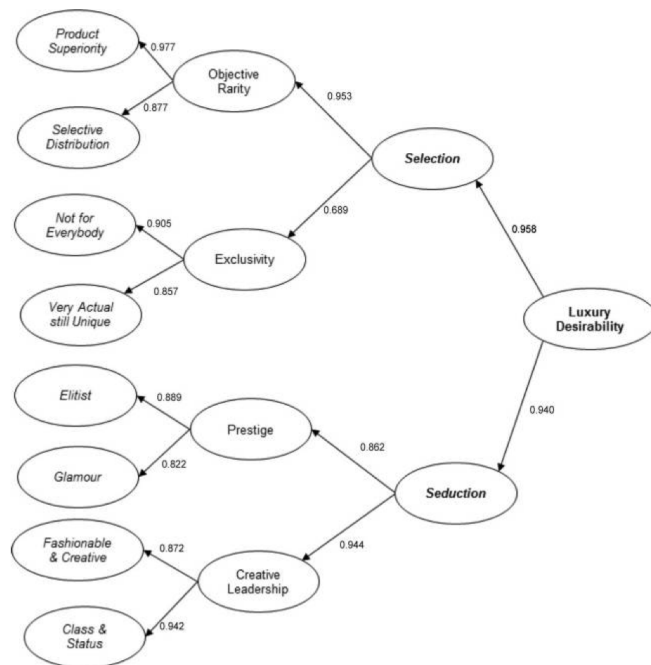 Product
Superiority
0.977
Objective
Rarity
0.877
0.953
Selective
Distribution
Selection
Not for
Everybody
0.905
0.689
Exclusivity
0.958
0.857
Very Actual
still Unique
Luxury
Desirability
Elitist
0.889
0.940
Prestige
0.862
0.822
Glamour
Seduction
Fashionable
& Creative
0.872
0.944
Creative
Leadership
0.942
Class &
Status